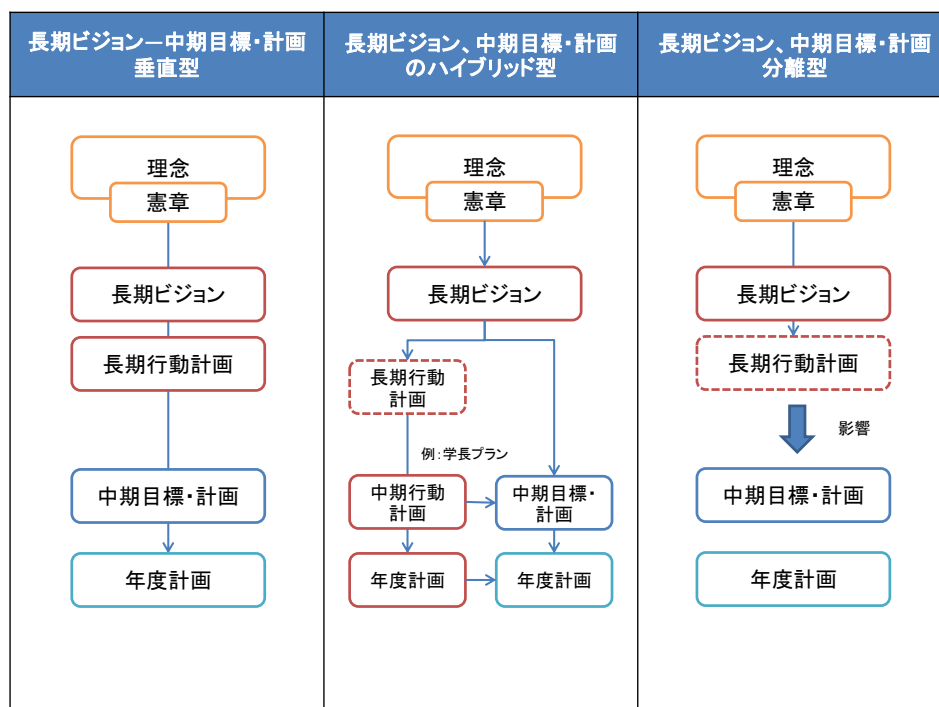 長期ビジョン―中期目標・計画
垂直型
理念
憲章
長期ビジョン
長期行動計画
中期目標・計画
年度計画
長期ビジョン、中期目標・計画
のハイブリッド型
理念
憲章
長期ビジョン
長期行動
計画
例:学長プラン
中期行動
計画
中期目標・
計画
年度計画
年度計画
長期ビジョン、中期目標・計画
分離型
理念
憲章
長期ビジョン
長期行動計画
影響
中期目標・計画
年度計画